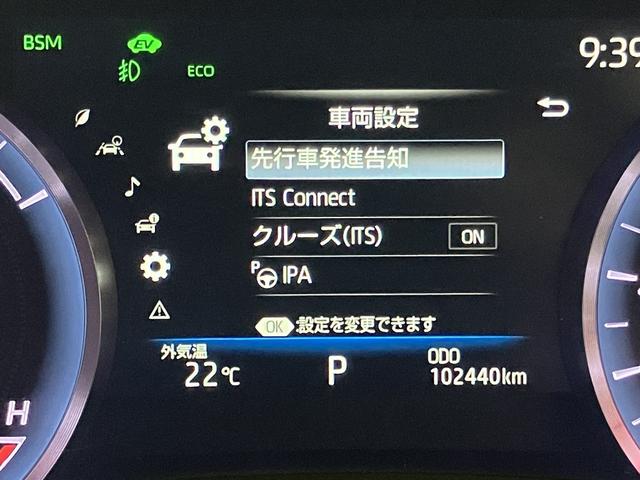 BSM
EV
ECO
9:39
車両設定
先行車発進告知
ITS Connect
クルーズ(ITS) ON
P IPA
OK :設定を変更できます
外気温
22℃
P
ODO
102440km
H